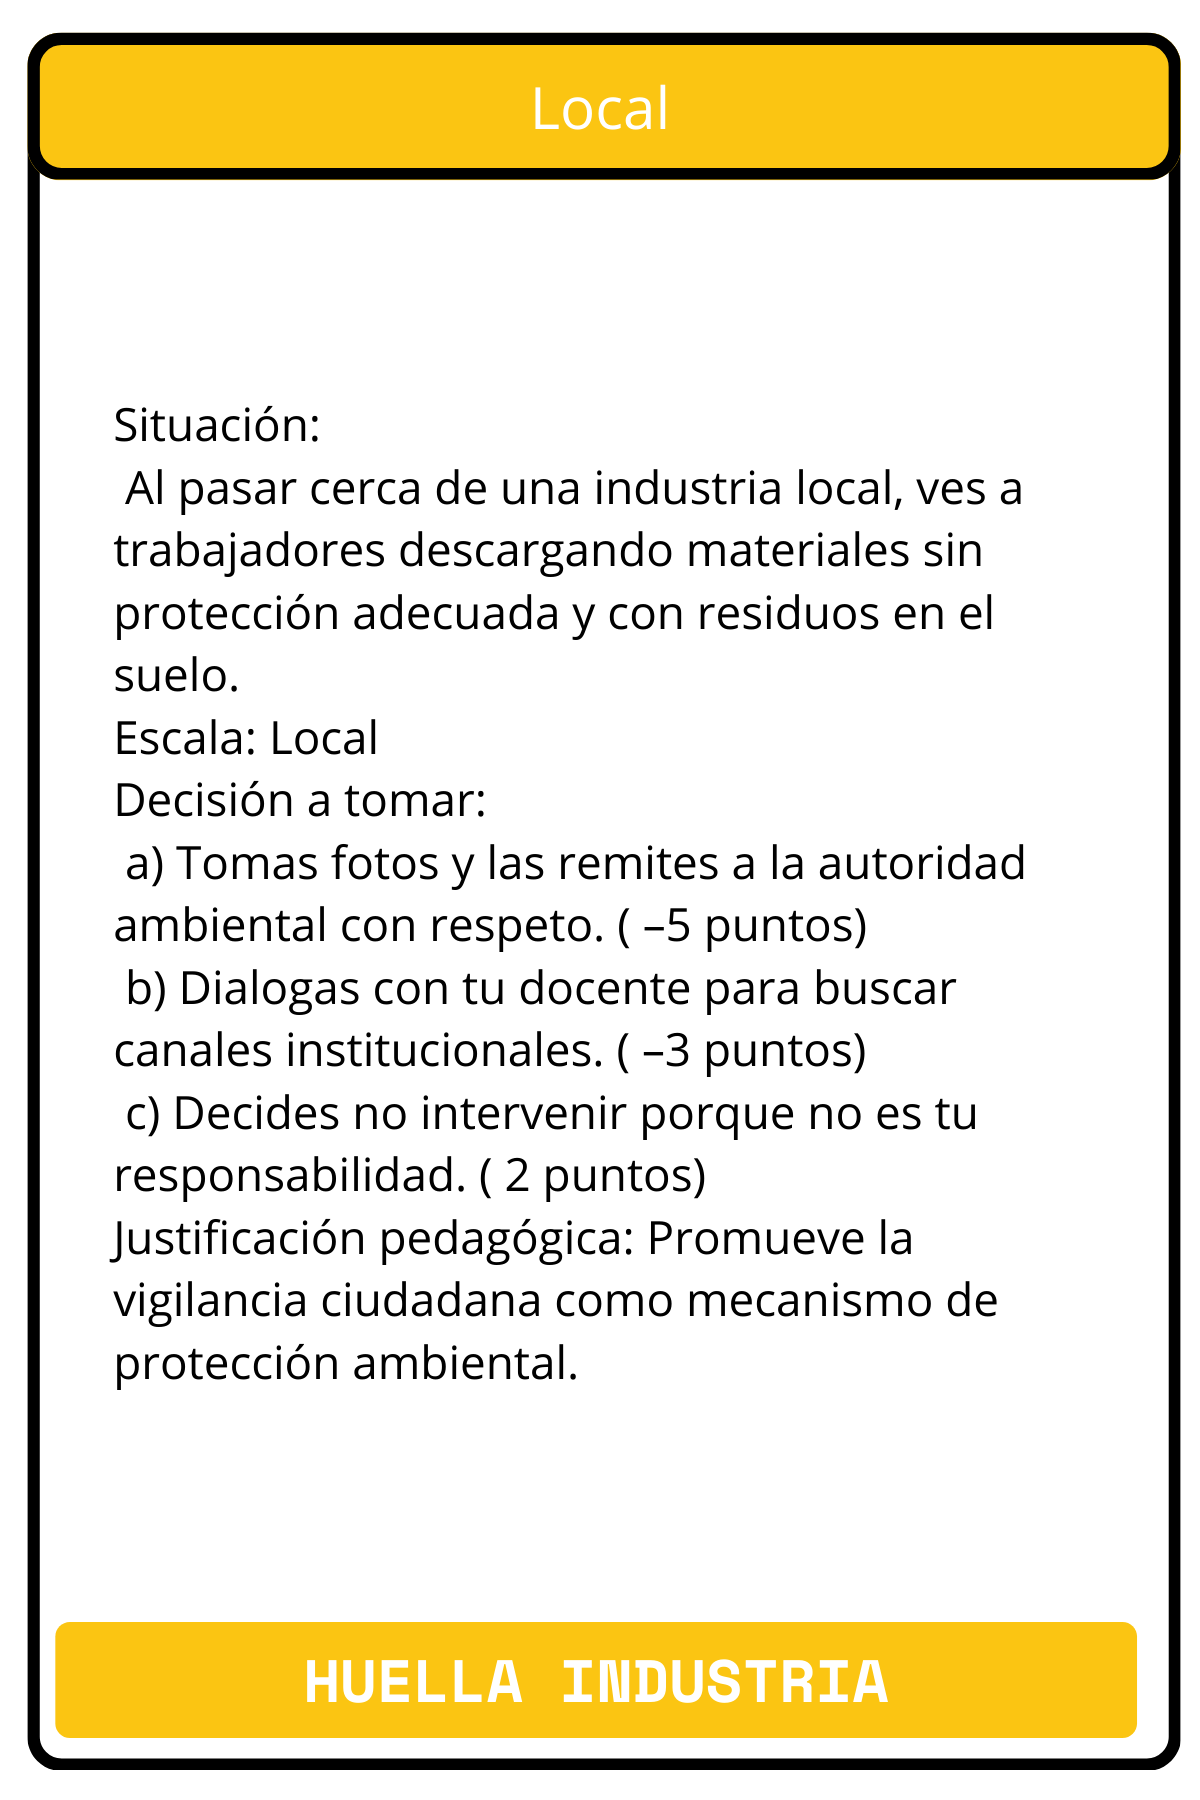 Local
Situación:
Al pasar cerca de una industria local, ves a
trabajadores descargando materiales sin
protección adecuada y con residuos en el
suelo.
Escala: Local
Decisión a tomar:
a) Tomas fotos y las remites a la autoridad
ambiental con respeto. ( –5 puntos)
b) Dialogas con tu docente para buscar
canales institucionales. ( –3 puntos)
c) Decides no intervenir porque no es tu
responsabilidad. ( 2 puntos)
Justificación pedagógica: Promueve la
vigilancia ciudadana como mecanismo de
protección ambiental.
HUELLA INDUSTRIA